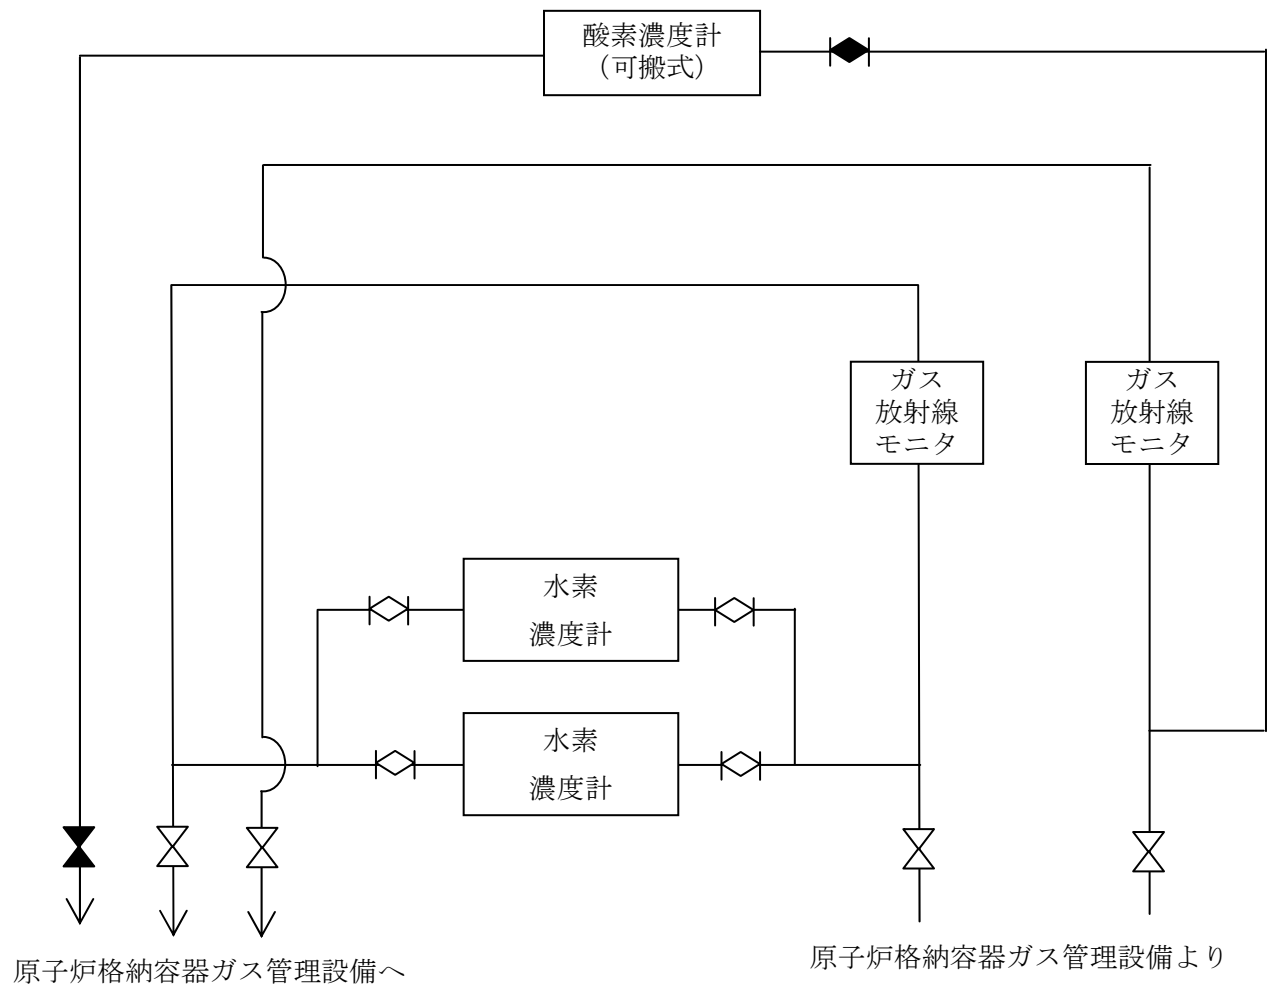 酸素濃度計
（可搬式）
ガス
放射線
モニタ
ガス
放射線
モニタ
水素
濃度計
水素
濃度計
原子炉格納容器ガス管理設備へ
原子炉格納容器ガス管理設備より